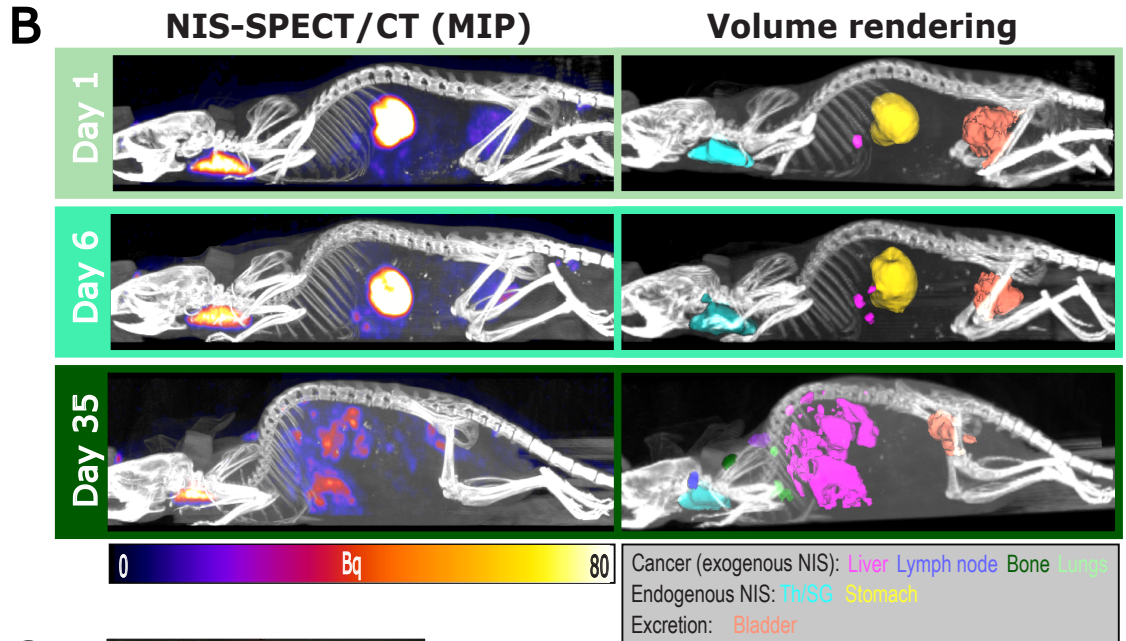 B
NIS-SPECT/CT (MIP)
Volume rendering
Day 1
Day 6
Day 35
0 Bq 80
Cancer (exogenous NIS): Liver Lymph node Bone Lungs
Endogenous NIS: Th/SG Stomach
Excretion: Bladder